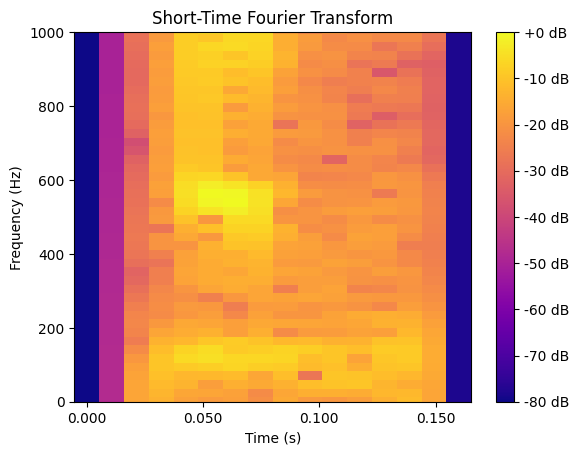 Short-Time Fourier Transform
1000
800
600
400
200
0
Frequency (Hz)
0.000
0.050
0.100
0.150
Time (s)
+0 dB
-10 dB
-20 dB
-30 dB
-40 dB
-50 dB
-60 dB
-70 dB
-80 dB